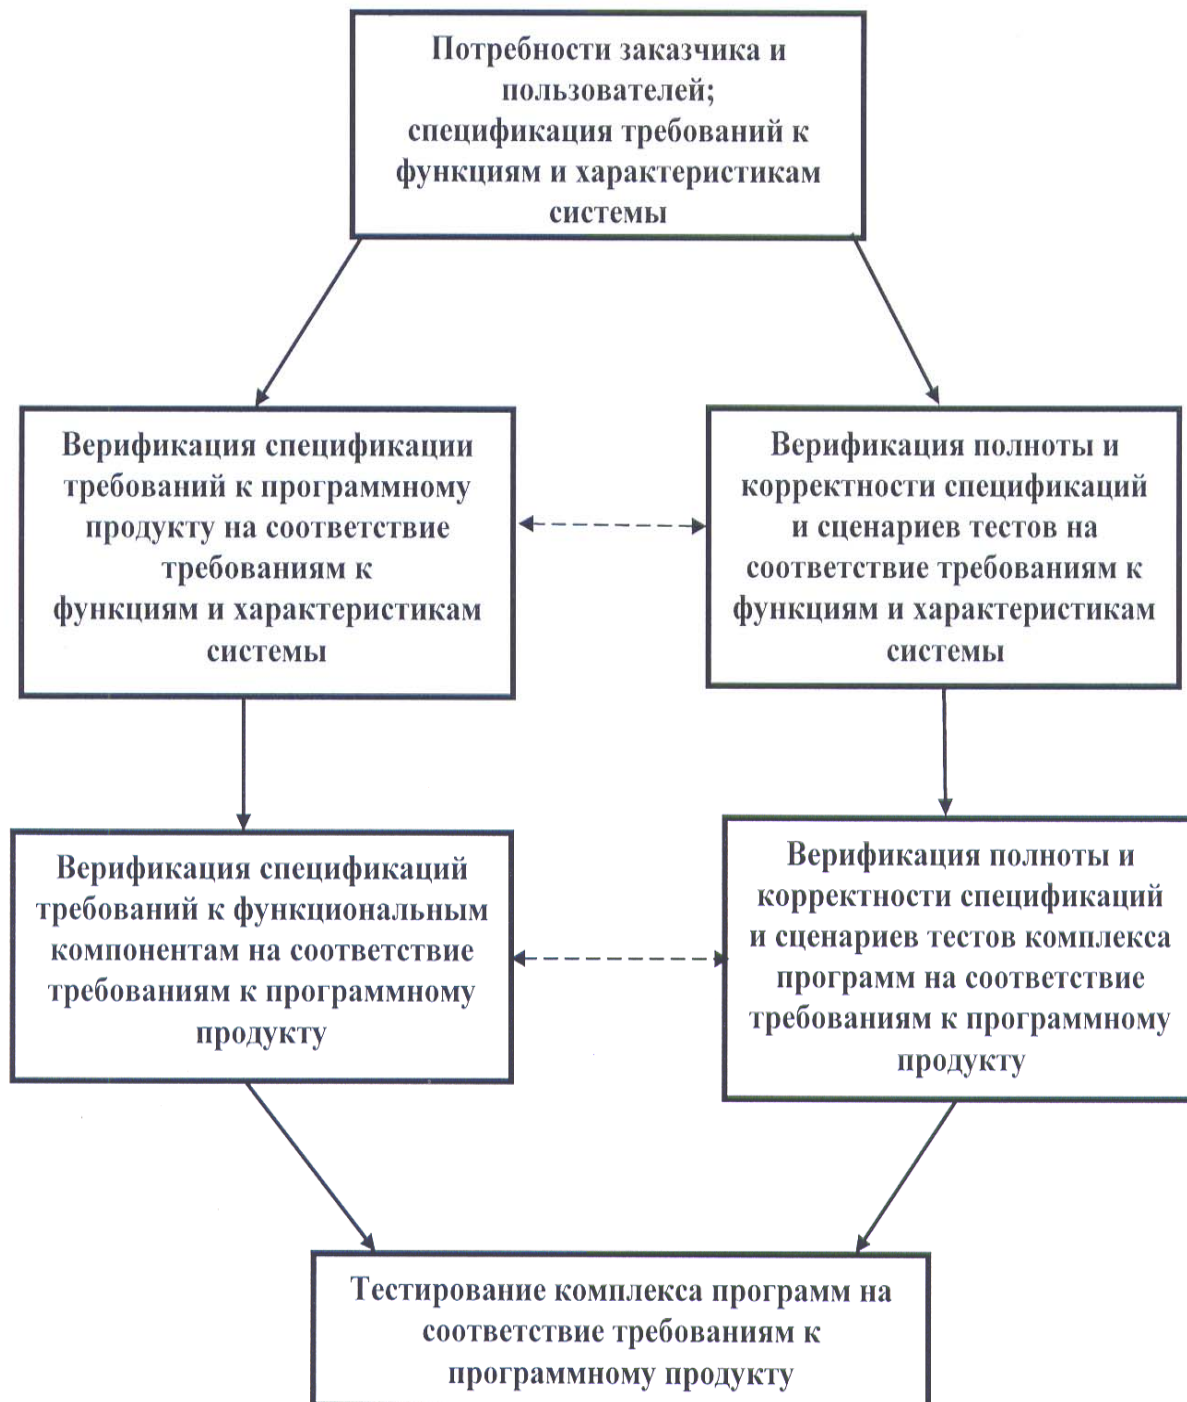 Потребности заказчика и
пользователей;
спецификация требований к
функциям и характеристикам
системы
Верификация спецификации
требований к программному
продукту на соответствие
требованиям к
функциям и характеристикам
системы
Верификация полноты и
корректности спецификаций
и сценариев тестов на
соответствие требованиям к
функциям и характеристикам
системы
Верификация спецификаций
требований к функциональным
компонентам на соответствие
требованиям к программному
продукту
Верификация полноты и
корректности спецификаций
и сценариев тестов комплекса
программ на соответствие
требованиям к программному
продукту
Тестирование комплекса программ на
соответствие требованиям к
программному продукту